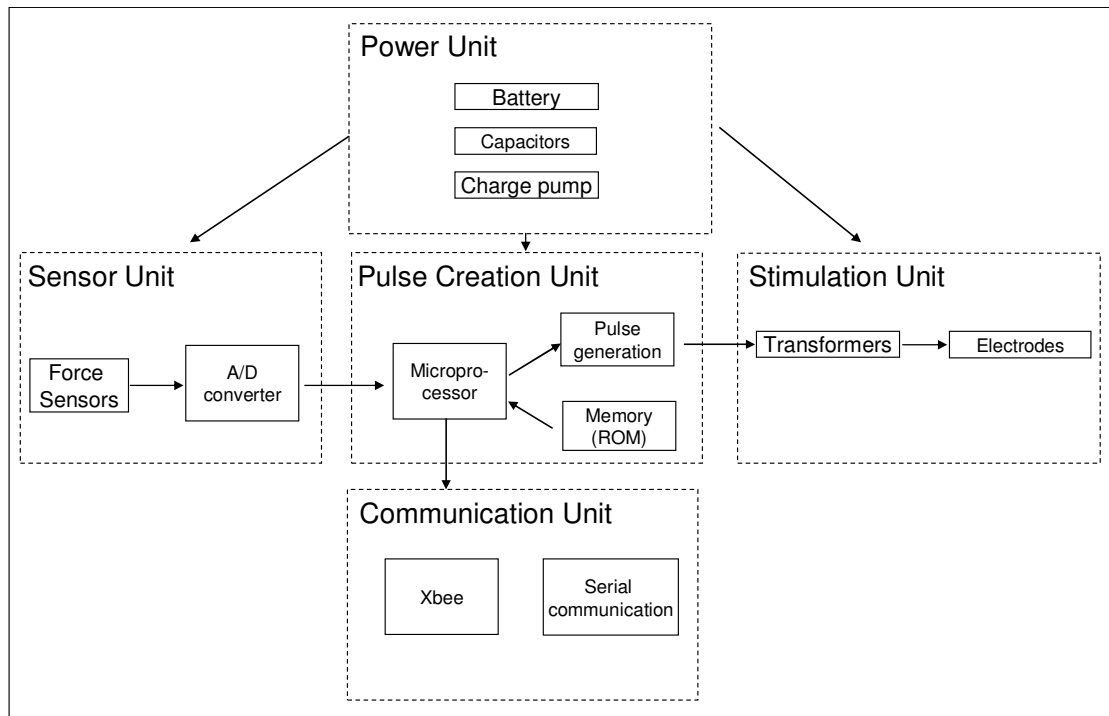 Power Unit
Battery
Capacitors
Charge pump
Sensor Unit
Force
Sensors
A/D
converter
Pulse Creation Unit
Micropro-
cessor
Pulse
generation
Memory
(ROM)
Stimulation Unit
Transformers
Electrodes
Communication Unit
Xbee
Serial
communication